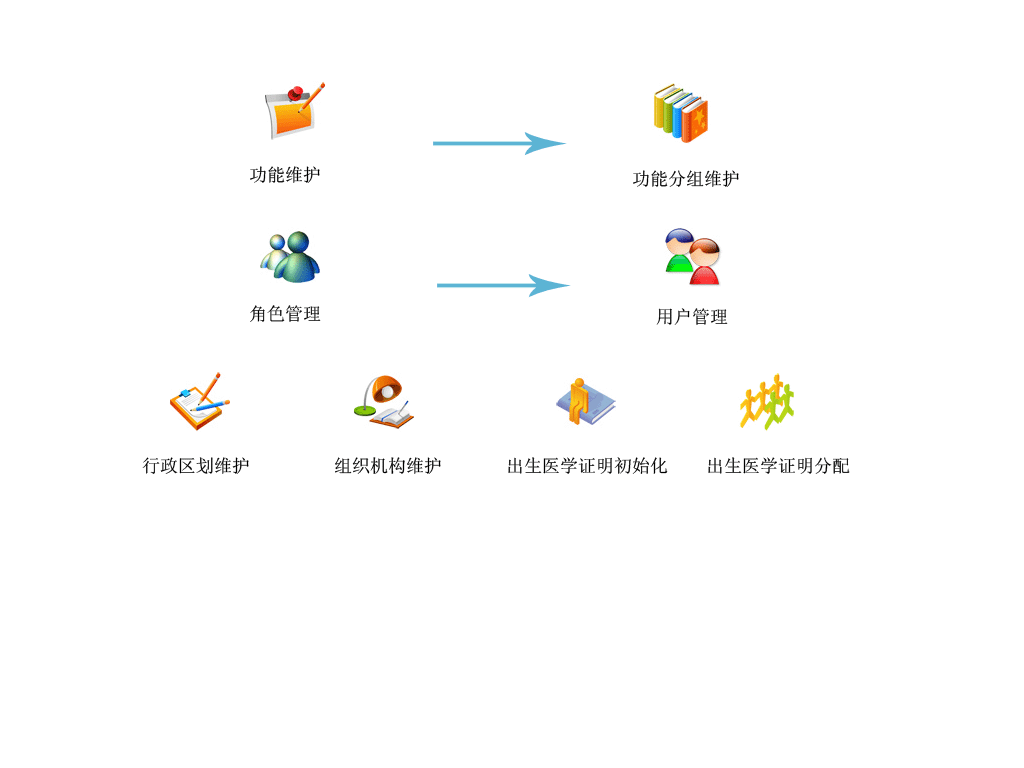 功能维护
功能分组维护
角色管理
用户管理
行政区划维护
组织机构维护
出生医学证明初始化
出生医学证明分配